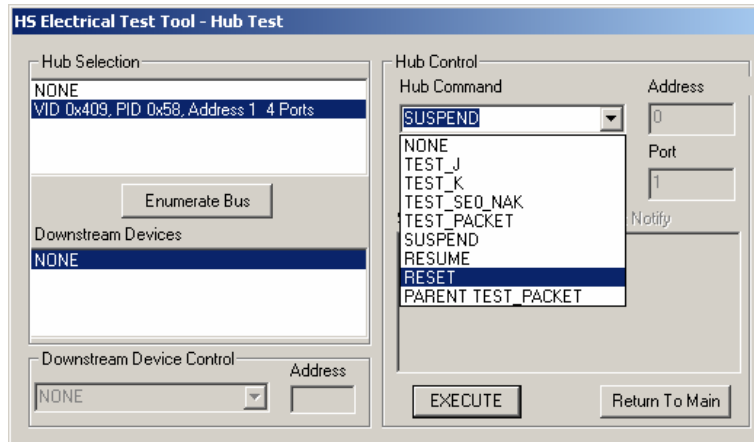 HS Electrical Test Tool - Hub Test
Hub Selection
NONE
VID 0x409, PID 0x58, Address 1 4 Ports
Enumerate Bus
Downstream Devices
NONE
Downstream Device Control
Address
NONE
Hub Control
Hub Command
Address
SUSPEND
0
NONE
TEST_J
TEST_K
TEST_SE0_NAK
TEST_PACKET
SUSPEND
RESUME
RESET
PARENT TEST_PACKET
Port
1
Notify
EXECUTE
Return To Main